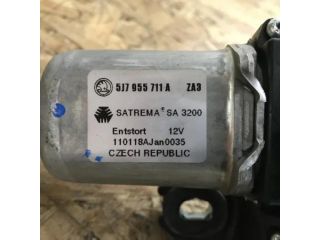 5J7 955 711 A ZA3
SATREMA® SA 3200
Entstort 12V
110118AJan0035
CZECH REPUBLIC